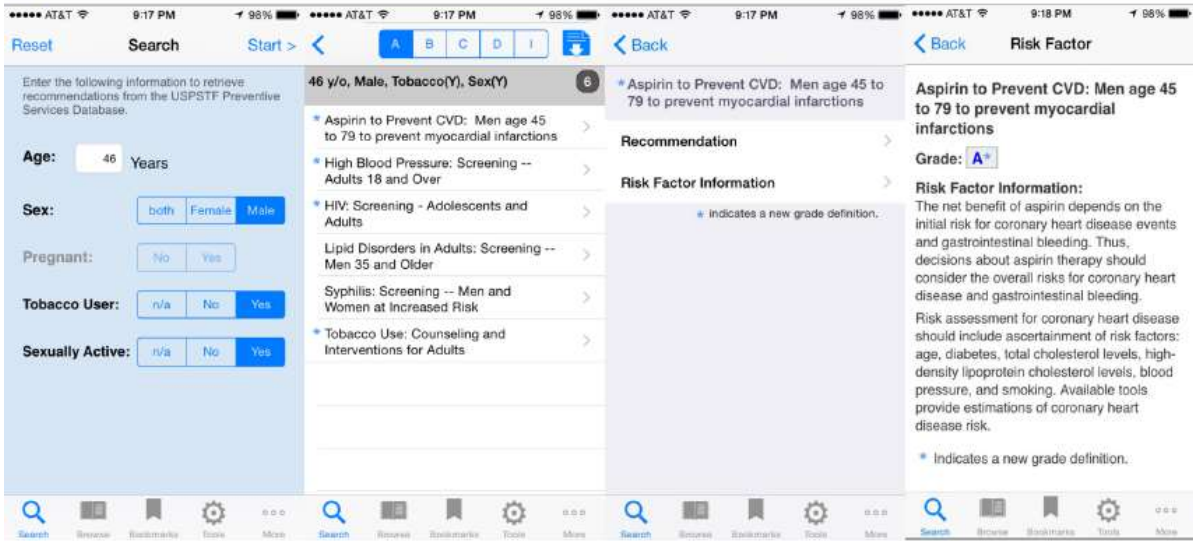 AT&T 9:17 PM 98%
Reset Search Start >
Enter the following information to retrieve
recommendations from the USPSTF Preventive
Services Database.
Age: 46 Years
Sex: both Female Male
Pregnant: No Yes
Tobacco User: n/a No Yes
Sexually Active: n/a No Yes
Search Browse Bookmarks Tools More
AT&T 9:17 PM 98%
A B C D I
46 y/o, Male, Tobacco(Y), Sex(Y) 6
* Aspirin to Prevent CVD: Men age 45
to 79 to prevent myocardial infarctions
* High Blood Pressure: Screening --
Adults 18 and Over
* HIV: Screening - Adolescents and
Adults
Lipid Disorders in Adults: Screening --
Men 35 and Older
Syphilis: Screening -- Men and
Women at Increased Risk
* Tobacco Use: Counseling and
Interventions for Adults
Search Browse Bookmarks Tools More
AT&T 9:17 PM 98%
Back
* Aspirin to Prevent CVD: Men age 45 to
79 to prevent myocardial infarctions
Recommendation
Risk Factor Information
* indicates a new grade definition.
Search Browse Bookmarks Tools More
AT&T 9:18 PM 98%
Back Risk Factor
Aspirin to Prevent CVD: Men age 45
to 79 to prevent myocardial
infarctions
Grade: A*
Risk Factor Information:
The net benefit of aspirin depends on the
initial risk for coronary heart disease events
and gastrointestinal bleeding. Thus,
decisions about aspirin therapy should
consider the overall risks for coronary heart
disease and gastrointestinal bleeding.
Risk assessment for coronary heart disease
should include ascertainment of risk factors:
age, diabetes, total cholesterol levels, high-
density lipoprotein cholesterol levels, blood
pressure, and smoking. Available tools
provide estimations of coronary heart
disease risk.
* Indicates a new grade definition.
Search Browse Bookmarks Tools More